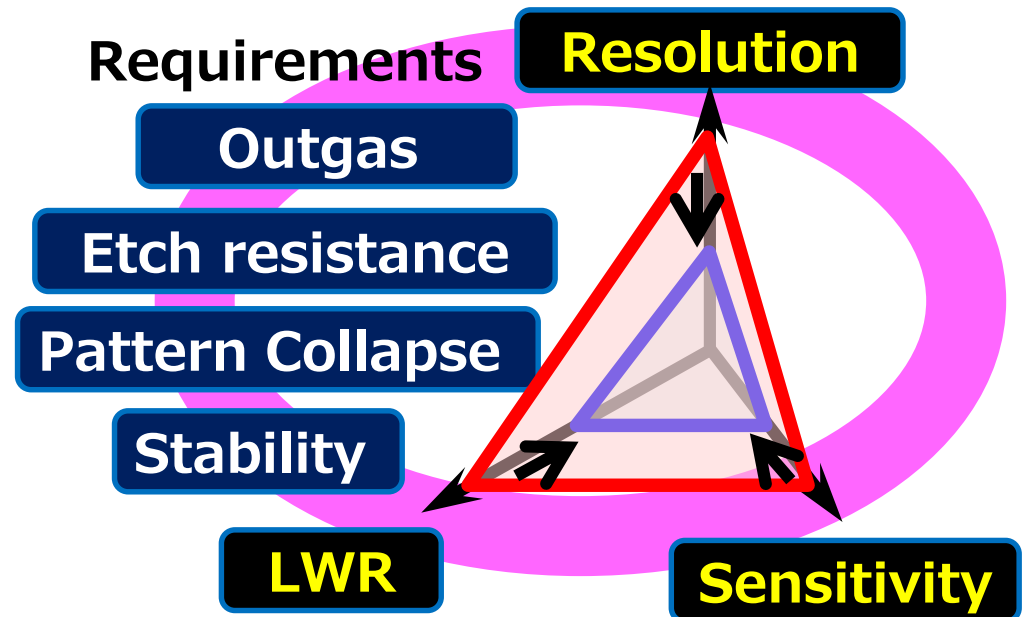 Requirements
Resolution
Outgas
Etch resistance
Pattern Collapse
Stability
LWR
Sensitivity